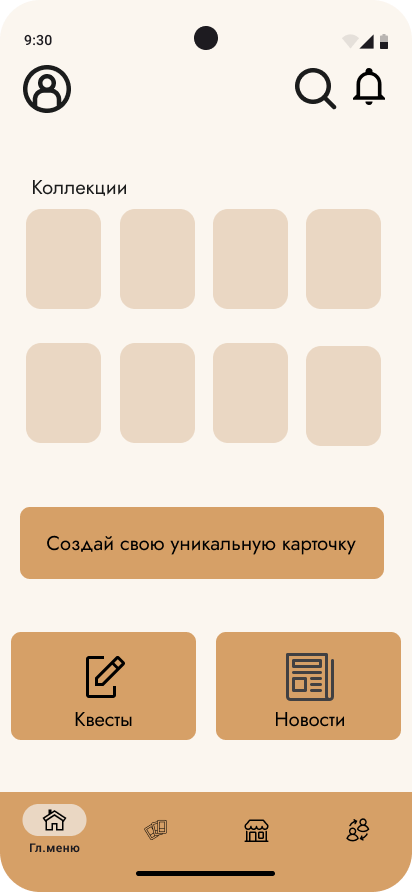 9:30
Коллекции
Создай свою уникальную карточку
Квесты
Новости
Гл.меню